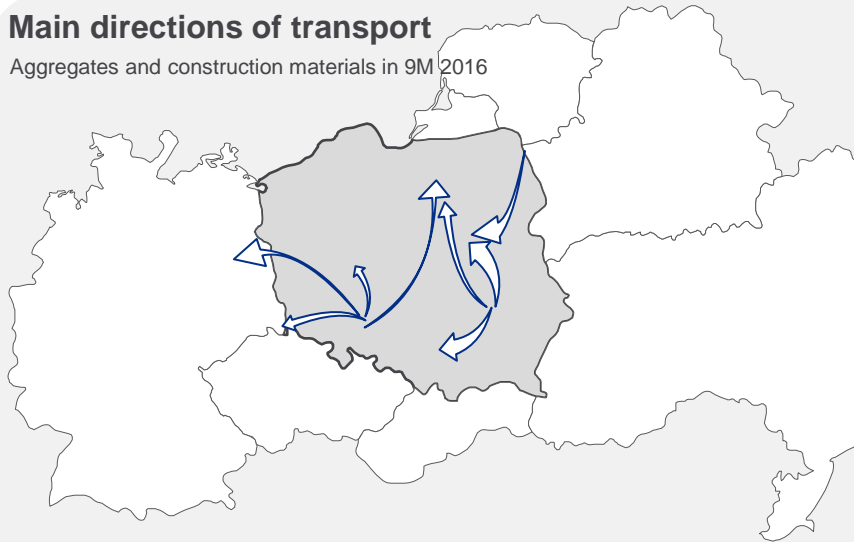 Main directions of transport
Aggregates and construction materials in 9M 2016